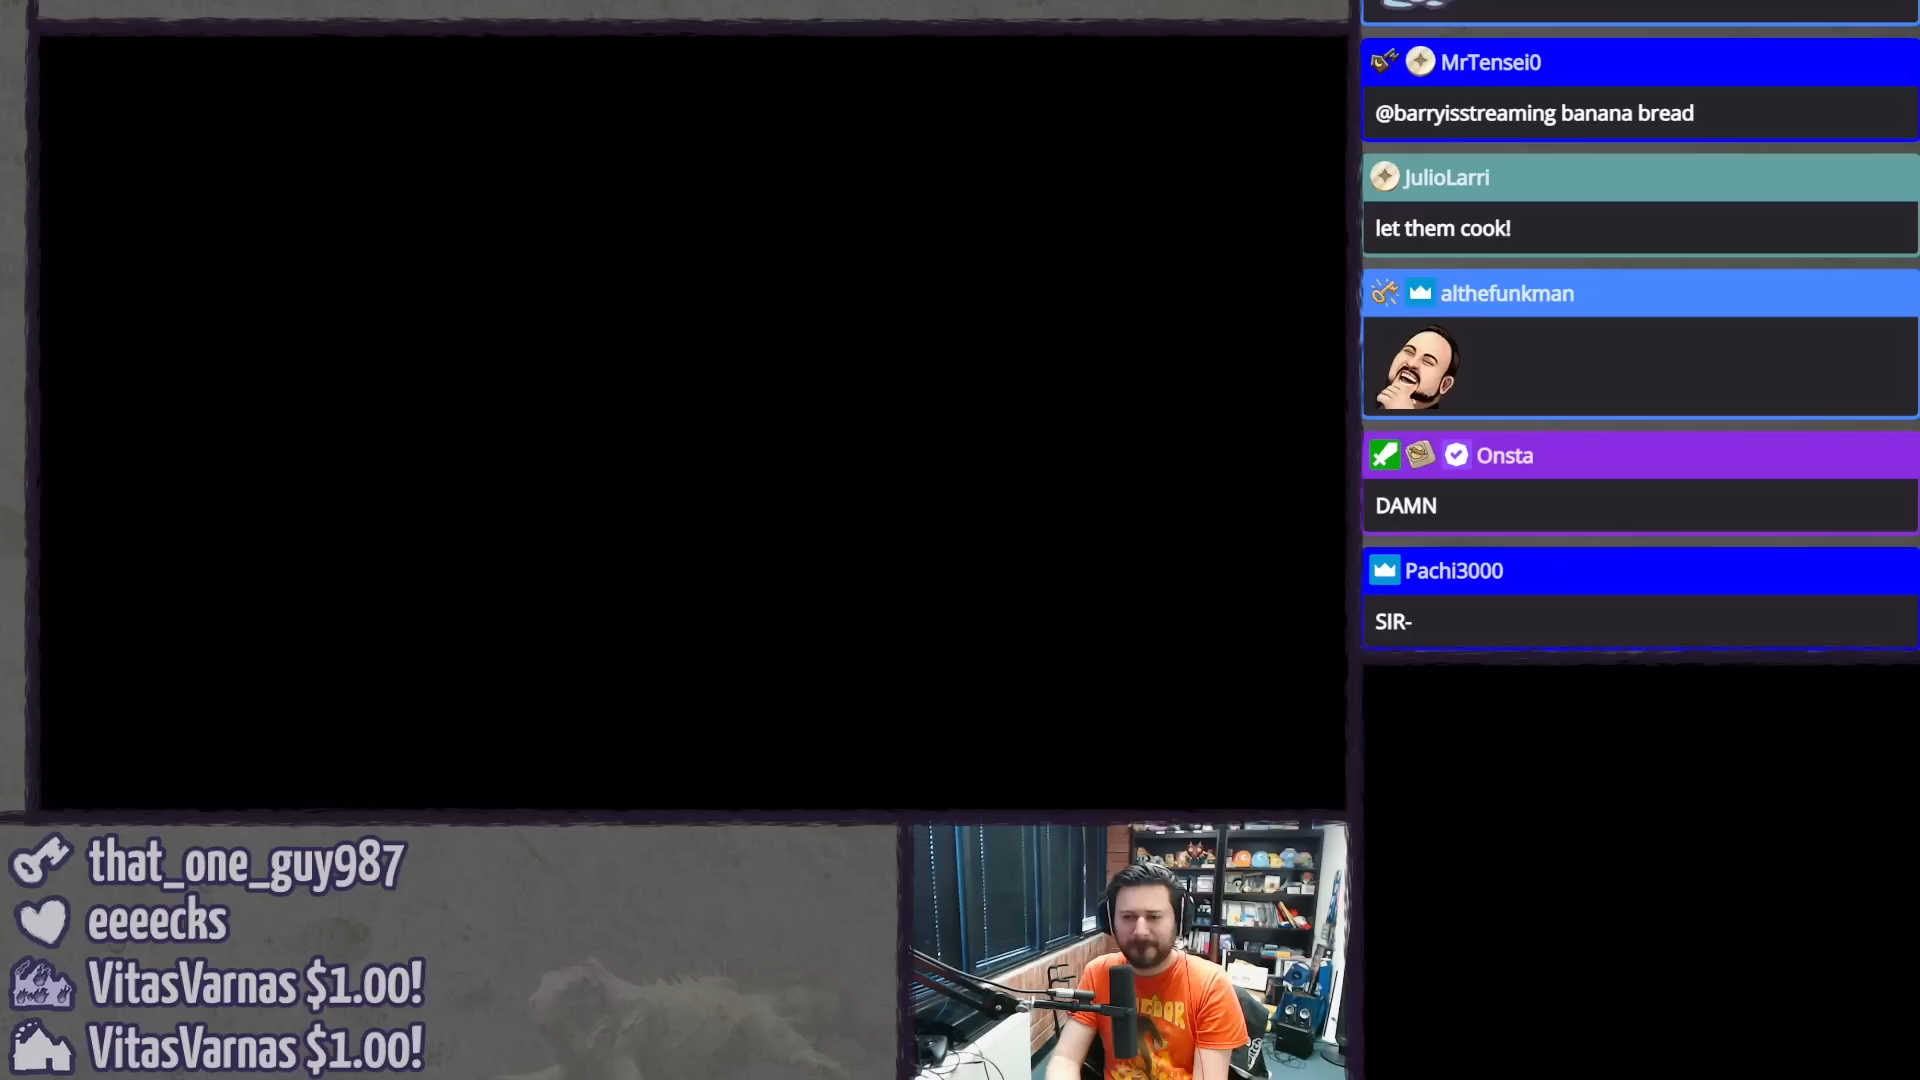 MrTensei0
@barryisstreaming banana bread
JulioLarri
let them cook!
althefunkman
Onsta
DAMN
Pachi3000
SIR-
that_one_guy987
eeeecks
VitasVarnas $1.00!
VitasVarnas $1.00!